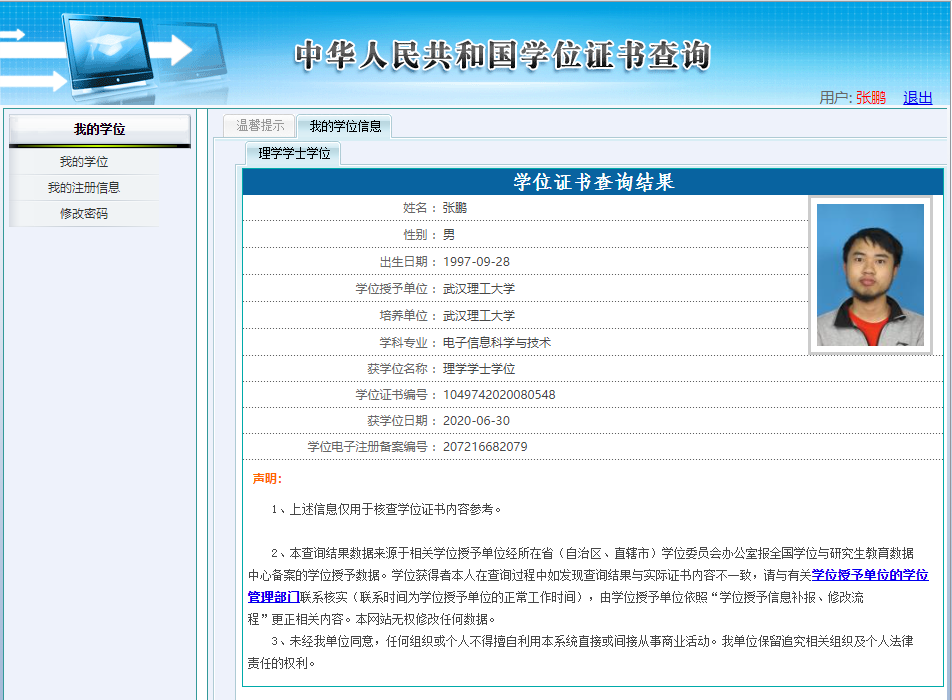 中华人民共和国学位证书查询
用户: 张鹏 退出
我的学位
我的学位
我的注册信息
修改密码
温馨提示 我的学位信息
理学学士学位
学位证书查询结果
姓名： 张鹏
性别： 男
出生日期： 1997-09-28
学位授予单位： 武汉理工大学
培养单位： 武汉理工大学
学科专业： 电子信息科学与技术
获学位名称： 理学学士学位
学位证书编号： 1049742020080548
获学位日期： 2020-06-30
学位电子注册备案编号： 207216682079
声明:
1、上述信息仅用于核查学位证书内容参考。
2、本查询结果数据来源于相关学位授予单位经所在省（自治区、直辖市）学位委员会办公室报全国学位与研究生教育数据
中心备案的学位授予数据。学位获得者本人在查询过程中如发现查询结果与实际证书内容不一致，请与有关学位授予单位的学位
管理部门联系核实（联系时间为学位授予单位的正常工作时间），由学位授予单位依照“学位授予信息补报、修改流
程”更正相关内容。本网站无权修改任何数据。
3、未经我单位同意，任何组织或个人不得擅自利用本系统直接或间接从事商业活动。我单位保留追究相关组织及个人法律
责任的权利。